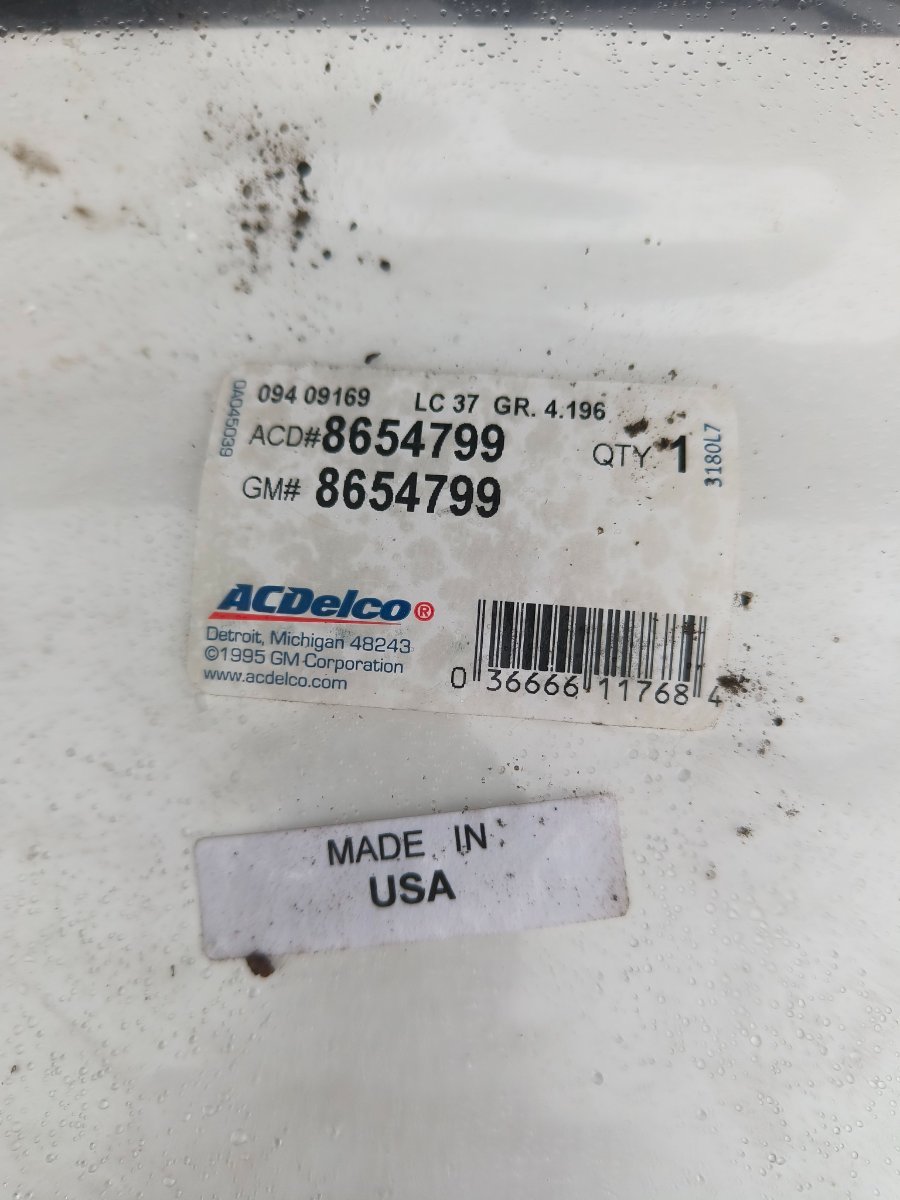 0A045039
094 09169 LC 37 GR. 4.196
ACD#8654799 QTY 1
GM# 8654799
3180L7
ACDelco®
Detroit, Michigan 48243
©1995 GM Corporation
www.acdelco.com
0 36666 11768 4
MADE IN
USA